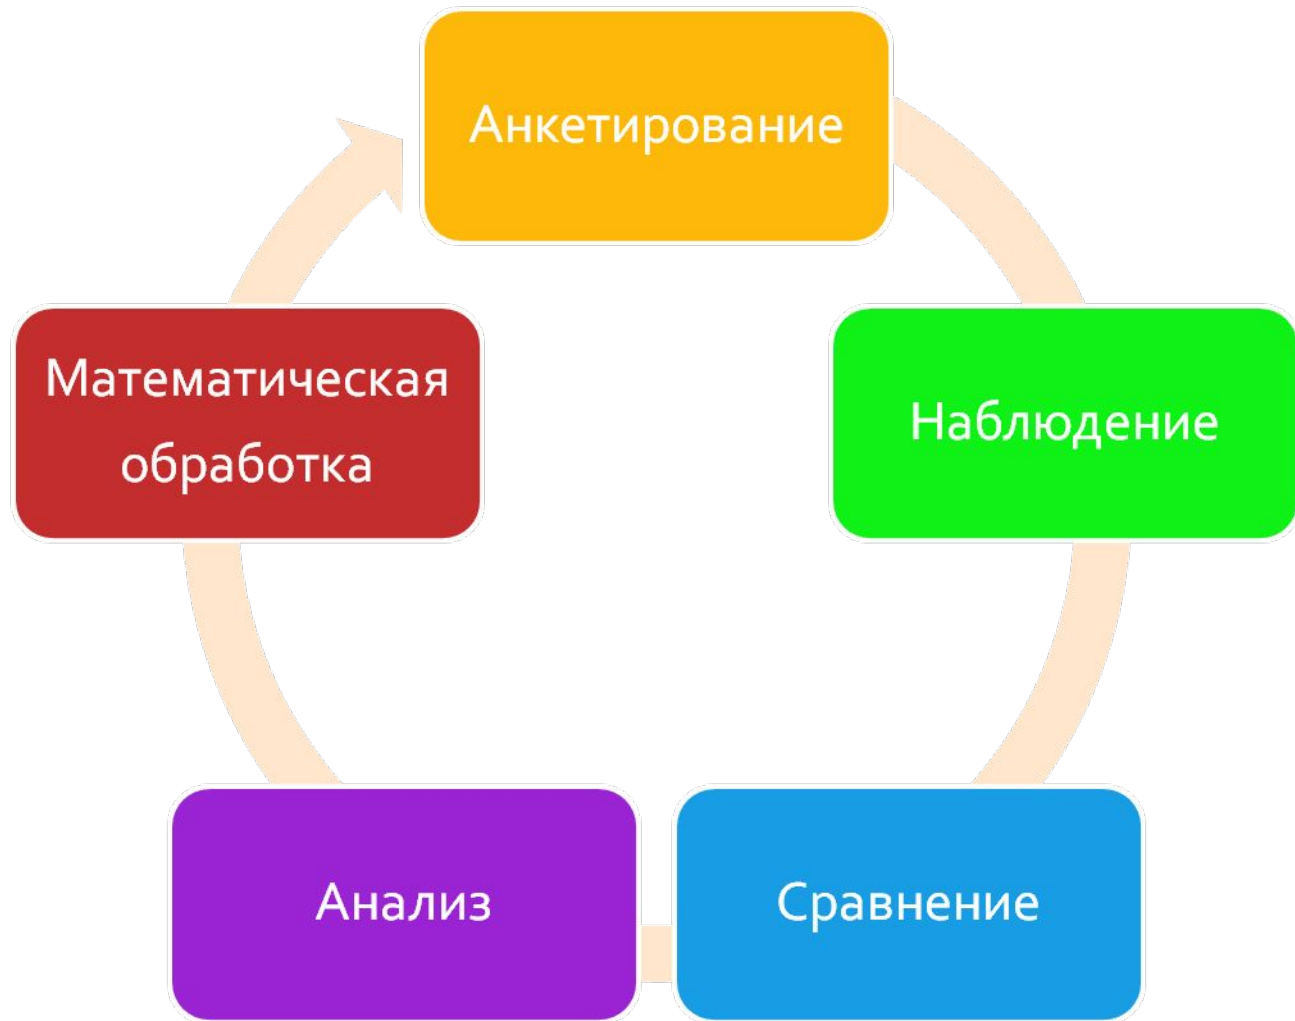 Анкетирование
Наблюдение
Сравнение
Анализ
Математическая
обработка